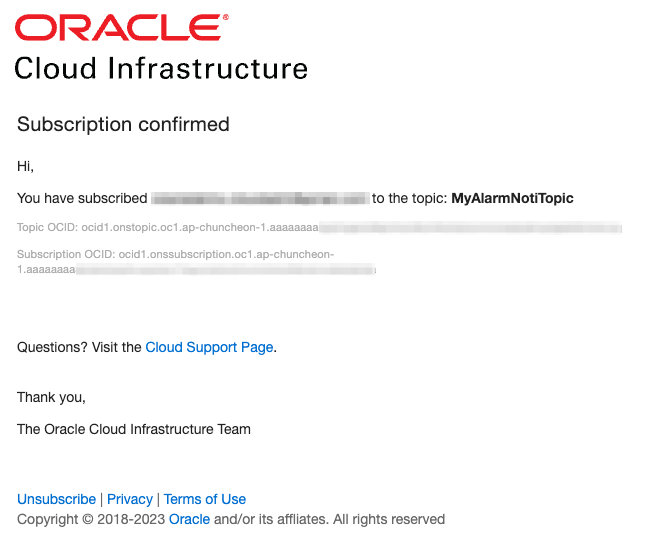 ORACLE®
Cloud Infrastructure
Subscription confirmed
Hi,
You have subscribed to the topic: MyAlarmNotiTopic
Topic OCID: ocid1.onstopic.oc1.ap-chuncheon-1.aaaaaaaa
Subscription OCID: ocid1.onssubscription.oc1.ap-chuncheon-
1.aaaaaaaa
Questions? Visit the Cloud Support Page.
Thank you,
The Oracle Cloud Infrastructure Team
Unsubscribe | Privacy | Terms of Use
Copyright © 2018-2023 Oracle and/or its affliates. All rights reserved